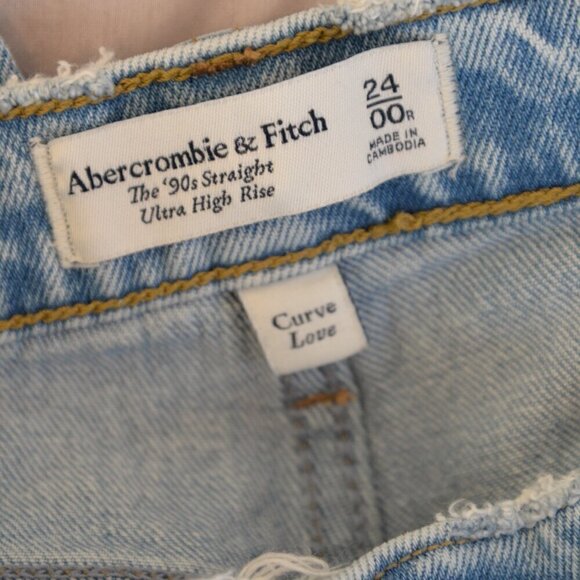 Abercrombie & Fitch
The '90s Straight
Ultra High Rise
24
00R
MADE IN
CAMBODIA
Curve
Love